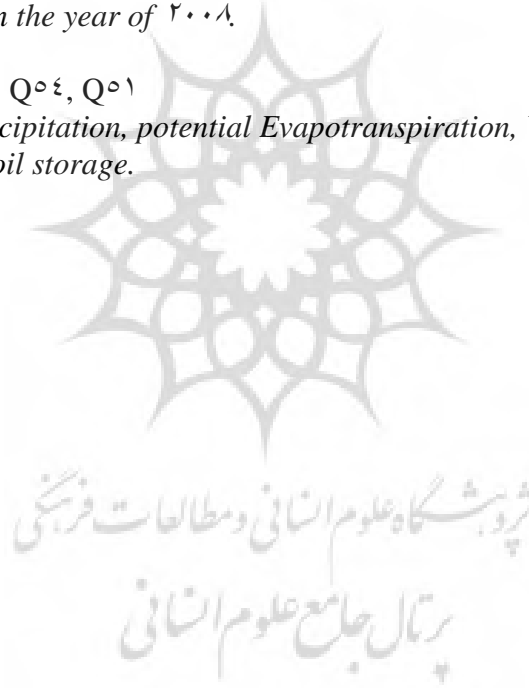 n the year of ۲۰۰۸.
Q۵٤, Q۵۱
cipitation, potential Evapotranspiration,
oil storage.
پژوهشگاه علوم انسانی و مطالعات فرهنگی
پرتال جامع علوم انسانی